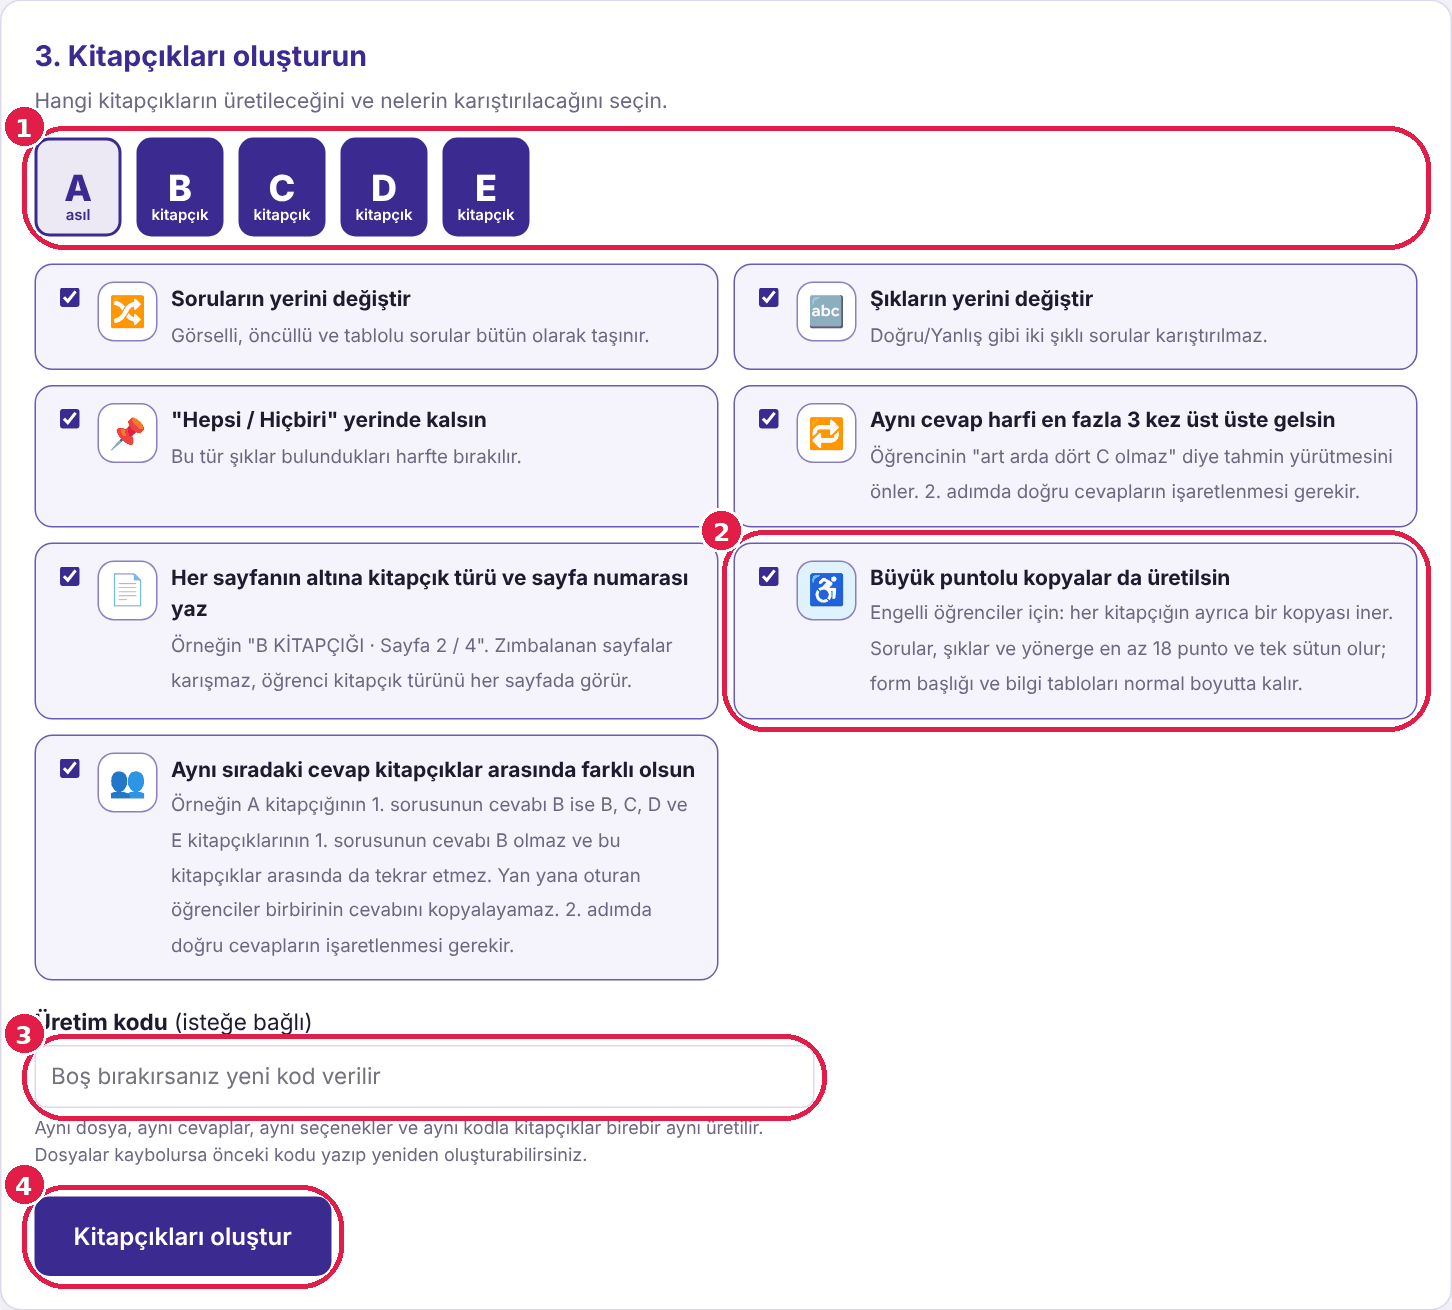 3. Kitapçıkları oluşturun
Hangi kitapçıkların üretileceğini ve nelerin karıştırılacağını seçin.
1
A
asıl
B
kitapçık
C
kitapçık
D
kitapçık
E
kitapçık
Soruların yerini değiştir
Görselli, öncüllü ve tablolu sorular bütün olarak taşınır.
abc
Şıkların yerini değiştir
Doğru/Yanlış gibi iki şıklı sorular karıştırılmaz.
"Hepsi / Hiçbiri" yerinde kalsın
Bu tür şıklar bulundukları harfte bırakılır.
Aynı cevap harfi en fazla 3 kez üst üste gelsin
Öğrencinin "art arda dört C olmaz" diye tahmin yürütmesini
önler. 2. adımda doğru cevapların işaretlenmesi gerekir.
Her sayfanın altına kitapçık türü ve sayfa numarası
yaz
Örneğin "B KİTAPÇIĞI · Sayfa 2 / 4". Zımbalanan sayfalar
karışmaz, öğrenci kitapçık türünü her sayfada görür.
2
Büyük puntolu kopyalar da üretilsin
Engelli öğrenciler için: her kitapçığın ayrıca bir kopyası iner.
Sorular, şıklar ve yönerge en az 18 punto ve tek sütun olur;
form başlığı ve bilgi tabloları normal boyutta kalır.
Aynı sıradaki cevap kitapçıklar arasında farklı olsun
Örneğin A kitapçığının 1. sorusunun cevabı B ise B, C, D ve
E kitapçıklarının 1. sorusunun cevabı B olmaz ve bu
kitapçıklar arasında da tekrar etmez. Yan yana oturan
öğrenciler birbirinin cevabını kopyalayamaz. 2. adımda
doğru cevapların işaretlenmesi gerekir.
Üretim kodu (isteğe bağlı)
3
Boş bırakırsanız yeni kod verilir
Aynı dosya, aynı cevaplar, aynı seçenekler ve aynı kodla kitapçıklar birebir aynı üretilir.
Dosyalar kaybolursa önceki kodu yazıp yeniden oluşturabilirsiniz.
4
Kitapçıkları oluştur